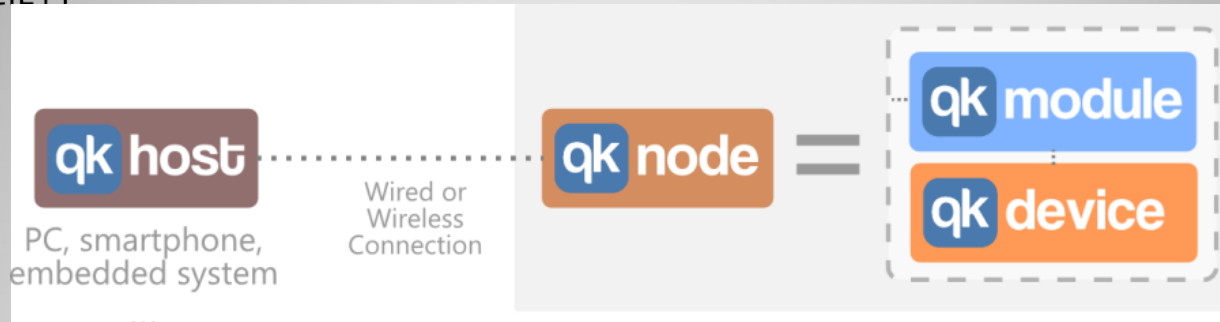 qk host
PC, smartphone,
embedded system
...
Wired or
Wireless
Connection
qk node
=
qk module
qk device